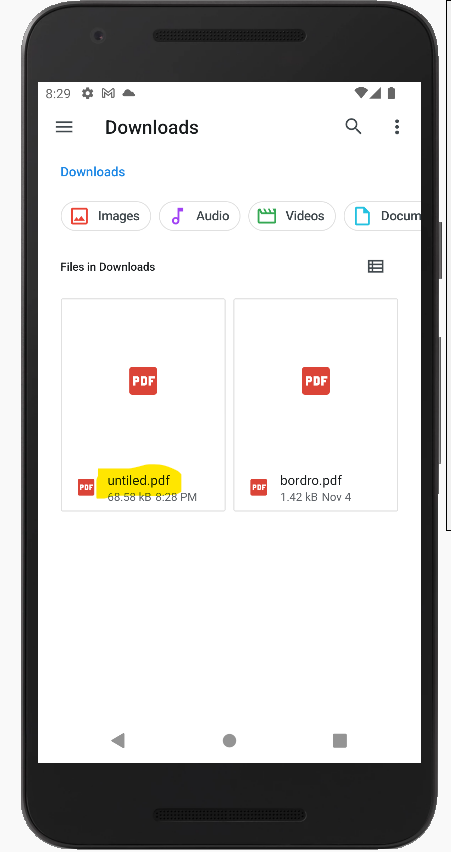 8:29
Downloads
Downloads
Images
Audio
Videos
Docum
Files in Downloads
PDF
PDF
PDF
untiled.pdf
68.58 kB 8:28 PM
PDF
bordro.pdf
1.42 kB Nov 4